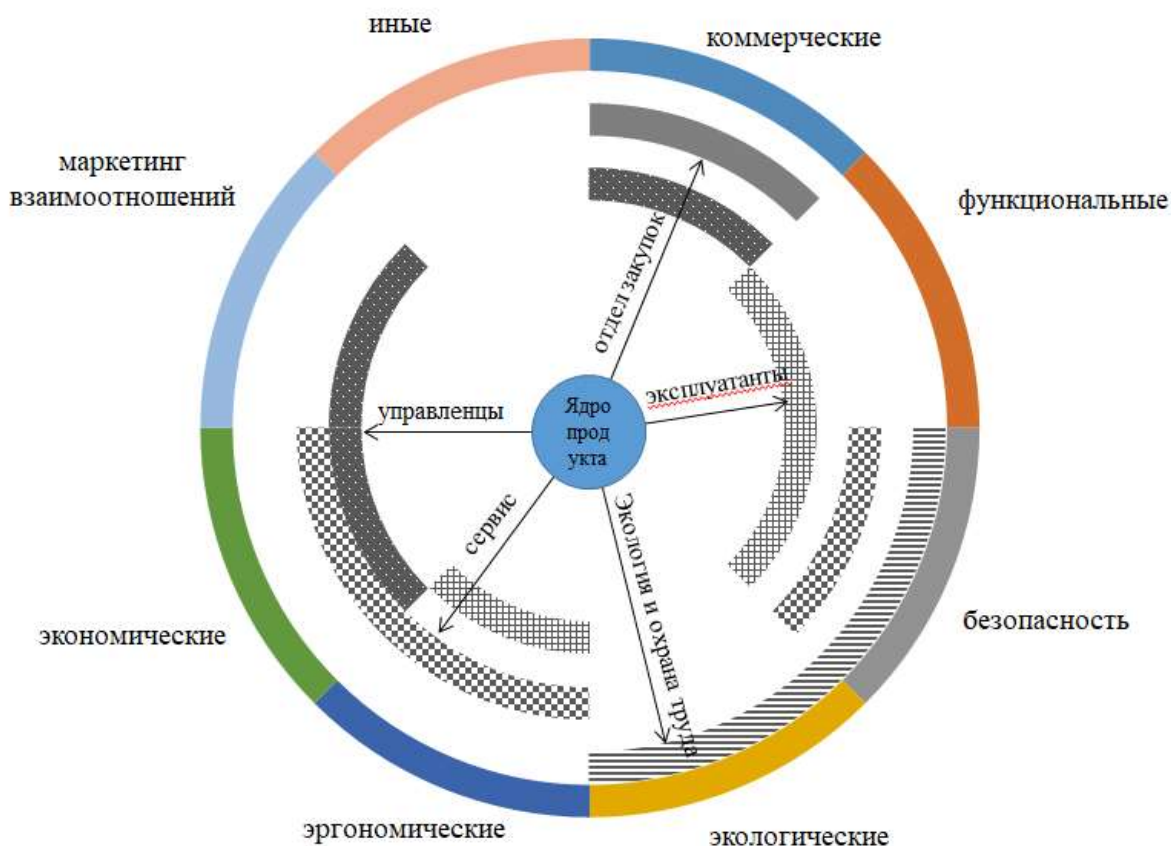 иные
коммерческие
маркетинг
взаимоотношений
функциональные
отдел закупок
эксплуатанты
управленцы
Ядро
прод
укта
сервис
Экология и охрана труда
экономические
безопасность
эргономические
экологические